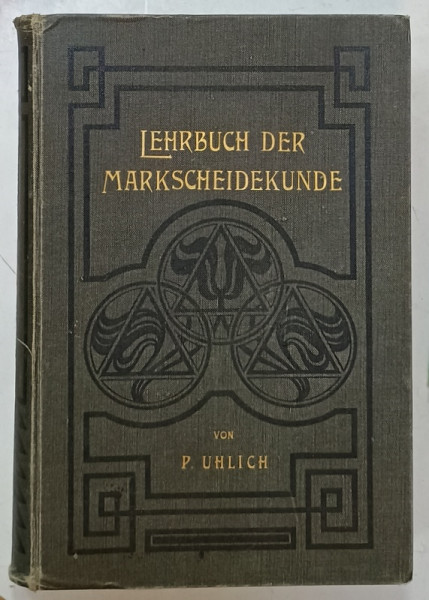 LEHRBUCH DER
MARKSCHEIDEKUNDE
VON
P. UHLICH